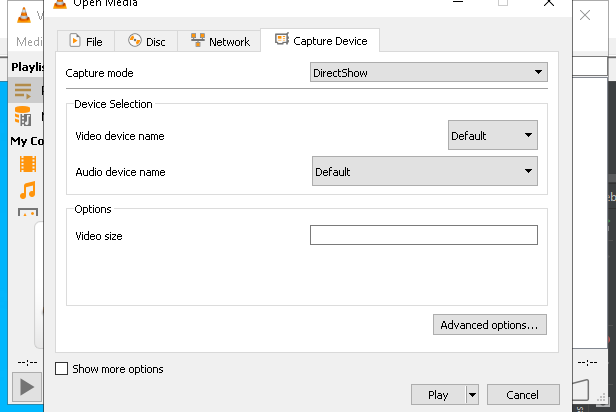 Open Media
V
Medi
File
Disc
Network
Capture Device
Playlis
Capture mode
DirectShow
Device Selection
Video device name
Default
My Co
Audio device name
Default
Options
Video size
Advanced options...
--:--
--:--
Show more options
Play
Cancel